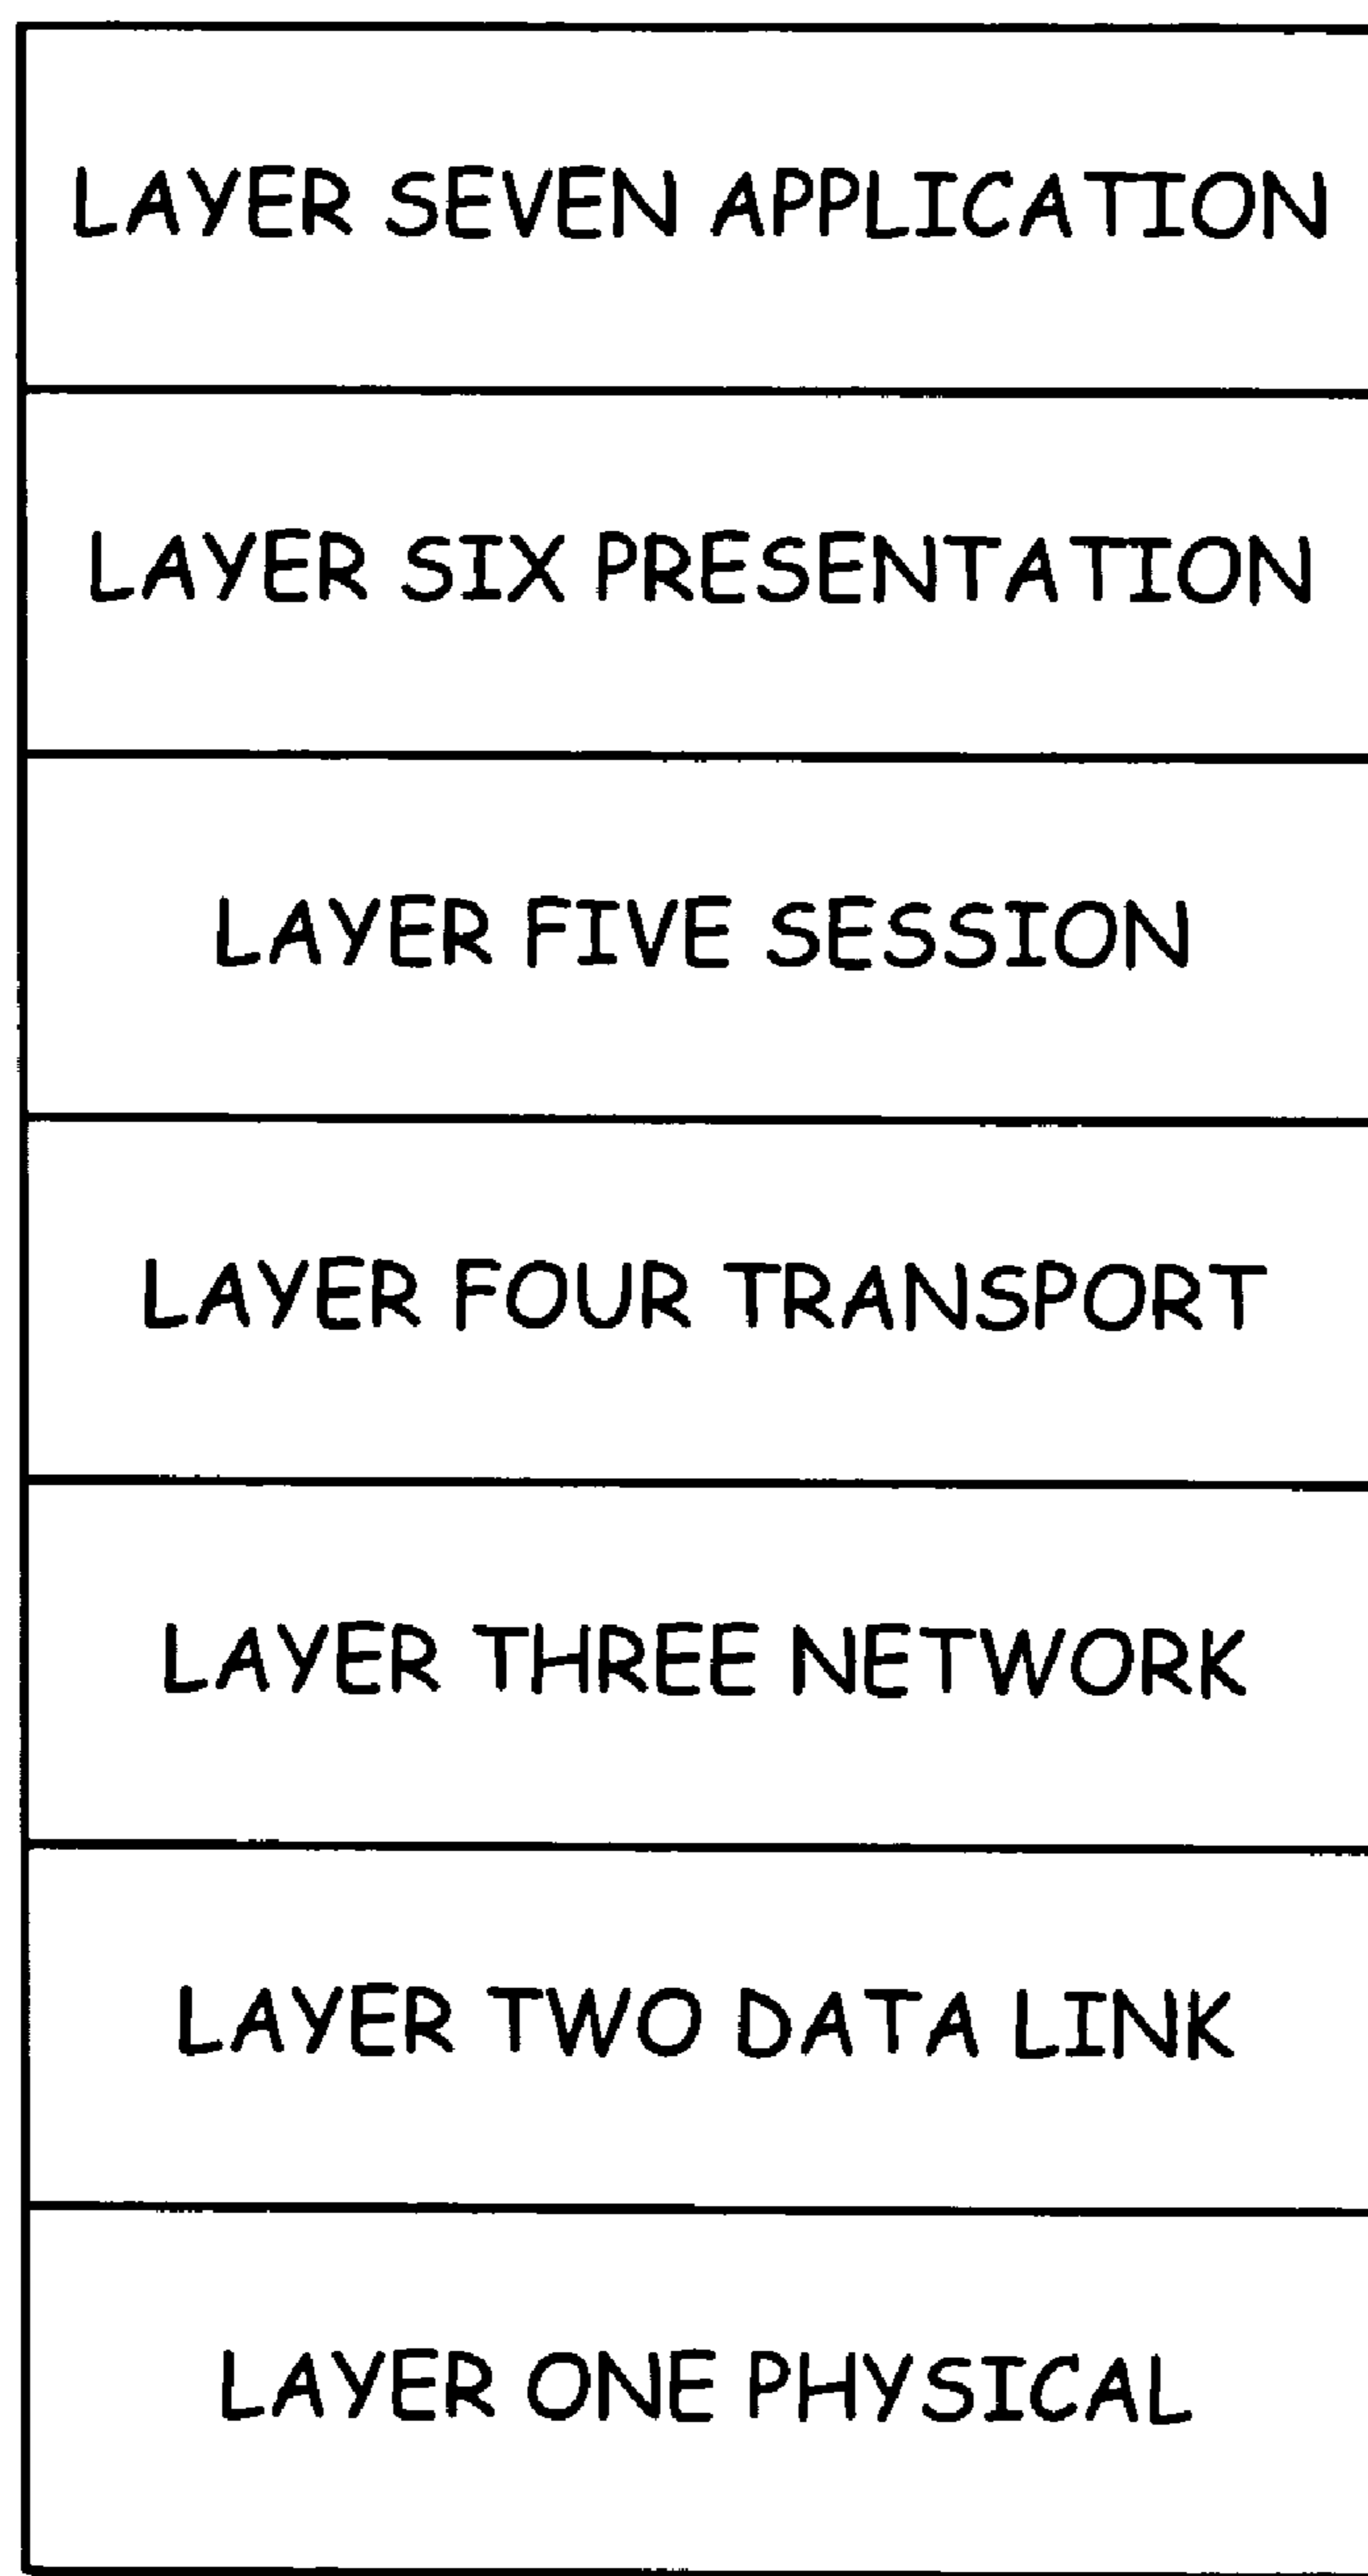 LAYER SEVEN APPLICATION
LAYER SIX PRESENTATION
LAYER FIVE SESSION
LAYER FOUR TRANSPORT
LAYER THREE NETWORK
LAYER TWO DATA LINK
LAYER ONE PHYSICAL